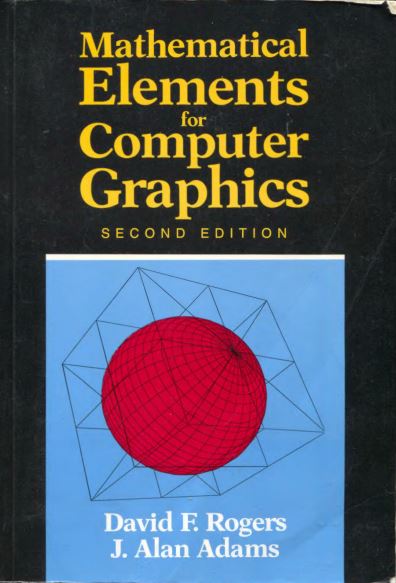 Mathematical
Elements
for
Computer
Graphics
SECOND EDITION
David F. Rogers
J. Alan Adams